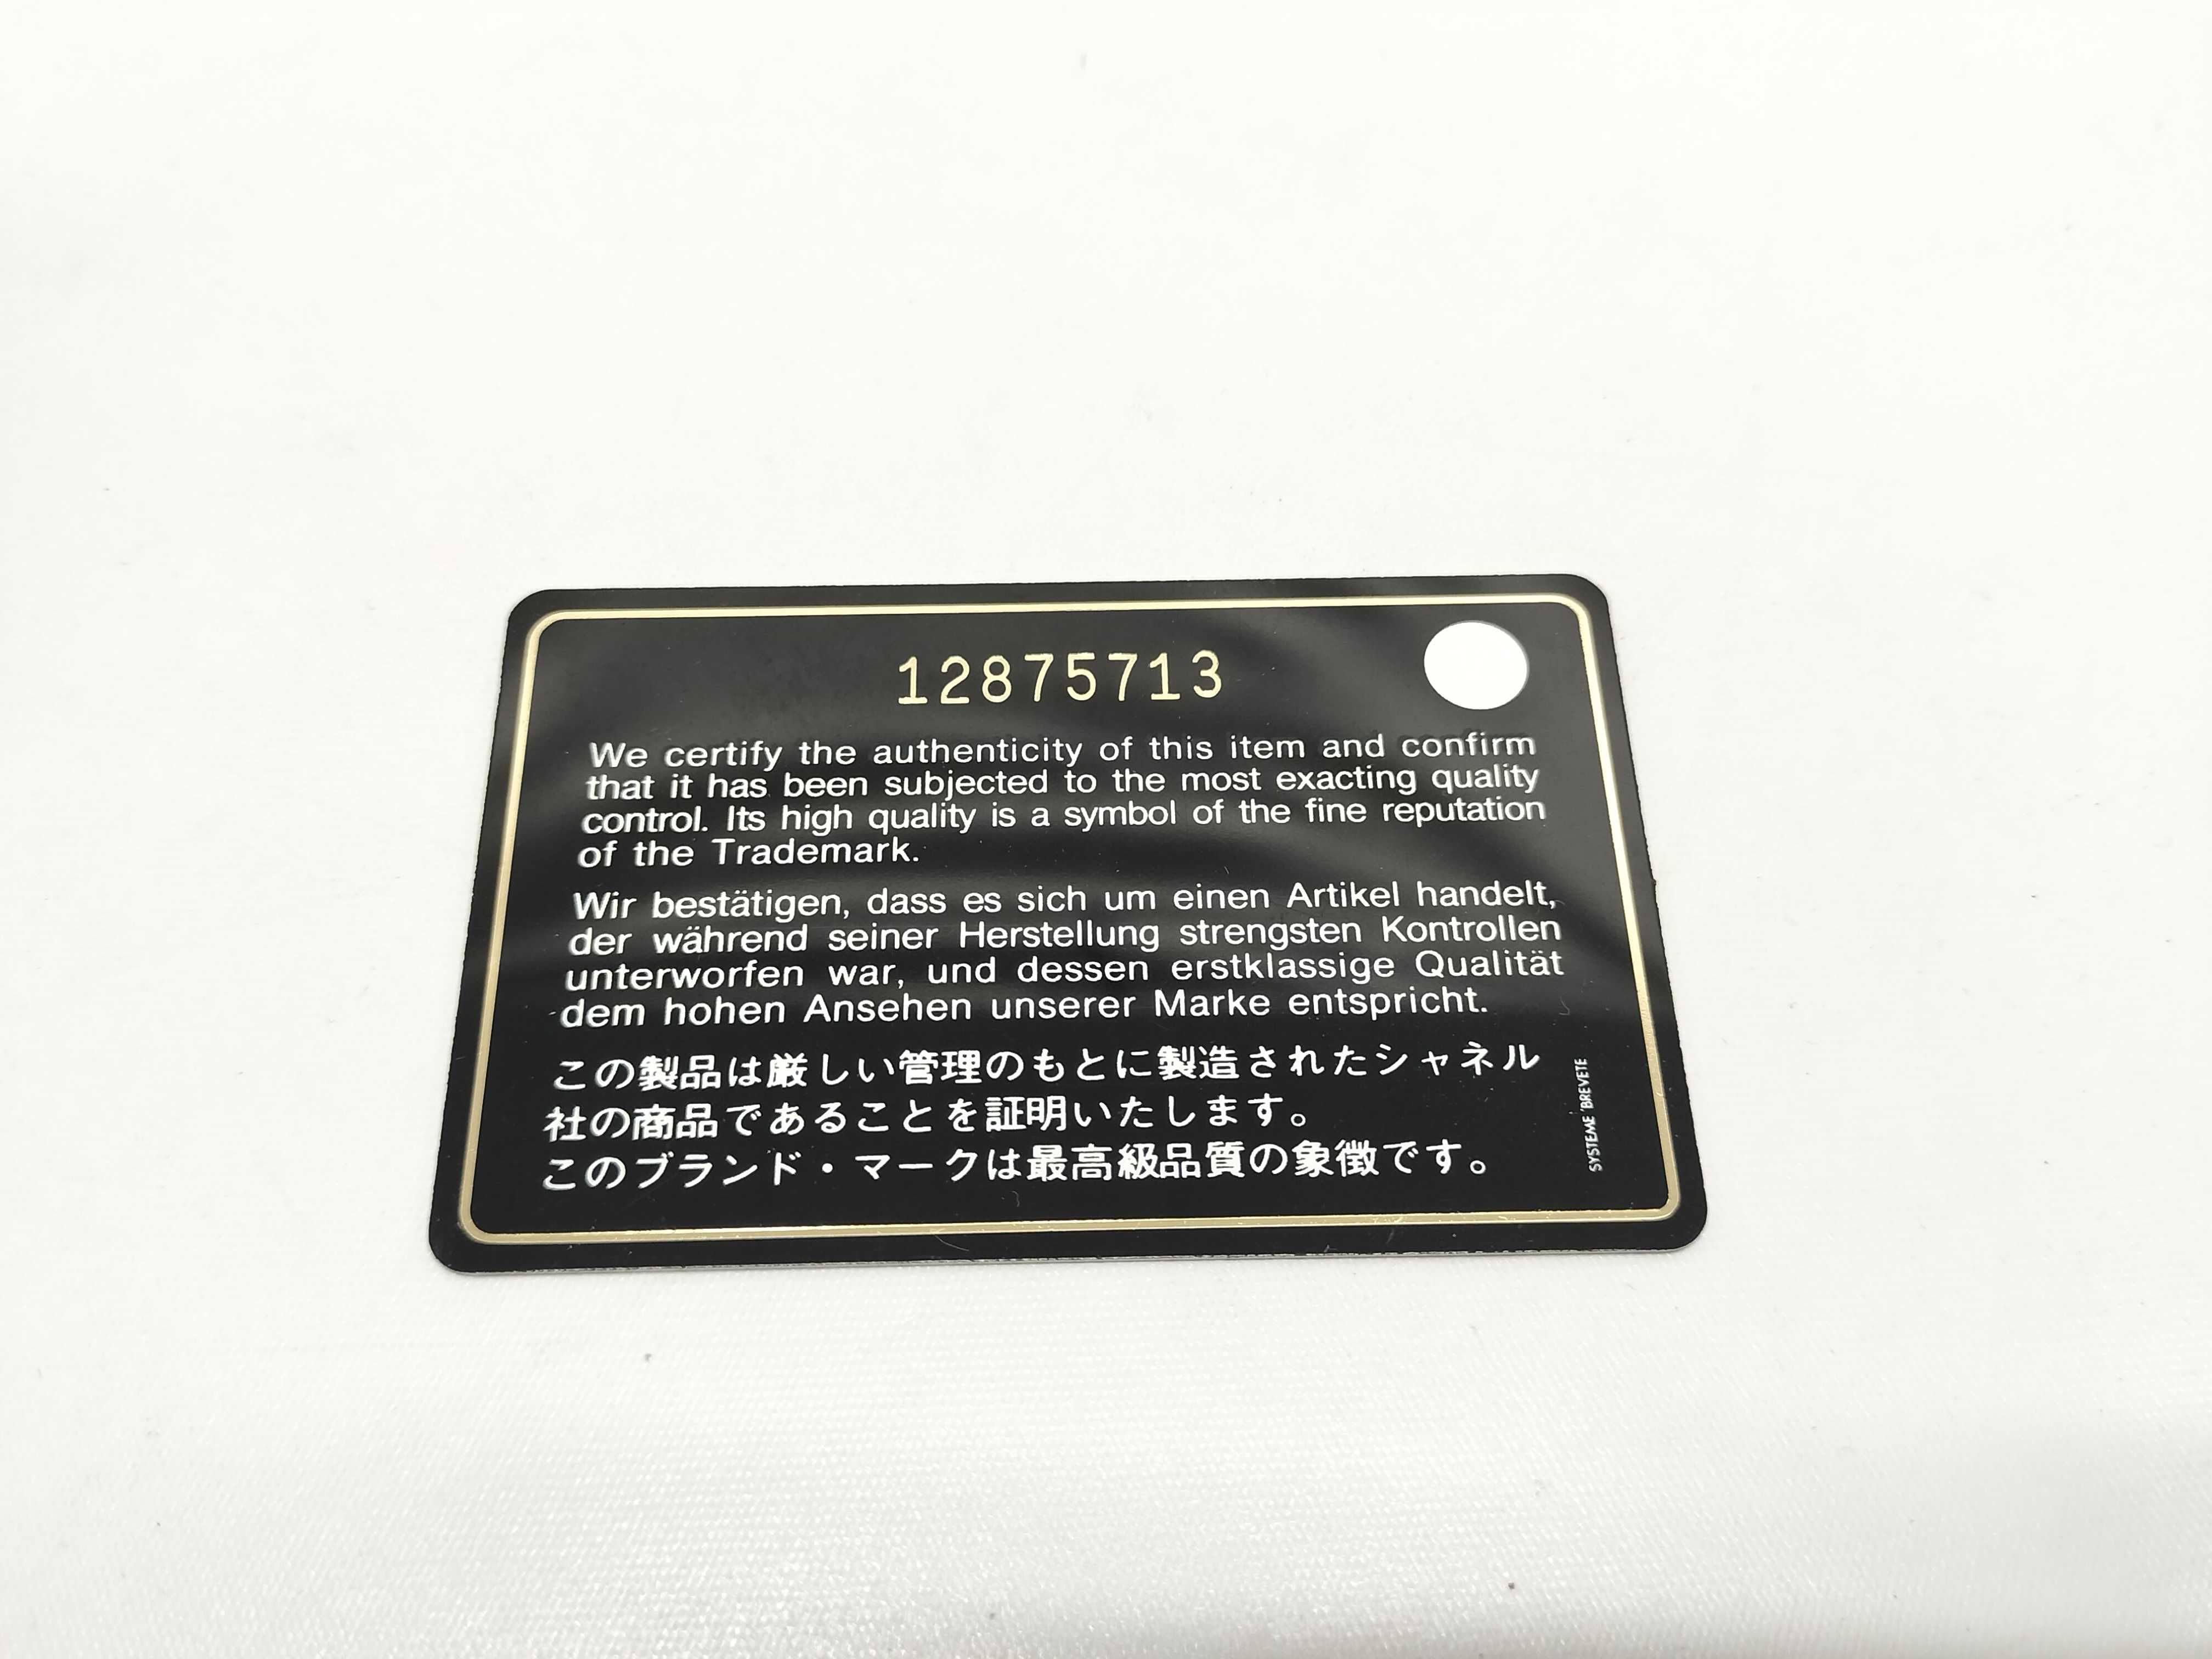 12875713
We certify the authenticity of this item and confirm
that it has been subjected to the most exacting quality
control. Its high quality is a symbol of the fine reputation
of the Trademark.
Wir bestätigen, dass es sich um einen Artikel handelt,
der während seiner Herstellung strengsten Kontrollen
unterworfen war, und dessen erstklassige Qualität
dem hohen Ansehen unserer Marke entspricht.
この製品は厳しい管理のもとに製造されたシャネル
社の商品であることを証明いたします。
このブランド・マークは最高級品質の象徴です。
SYSTEME BREVETE